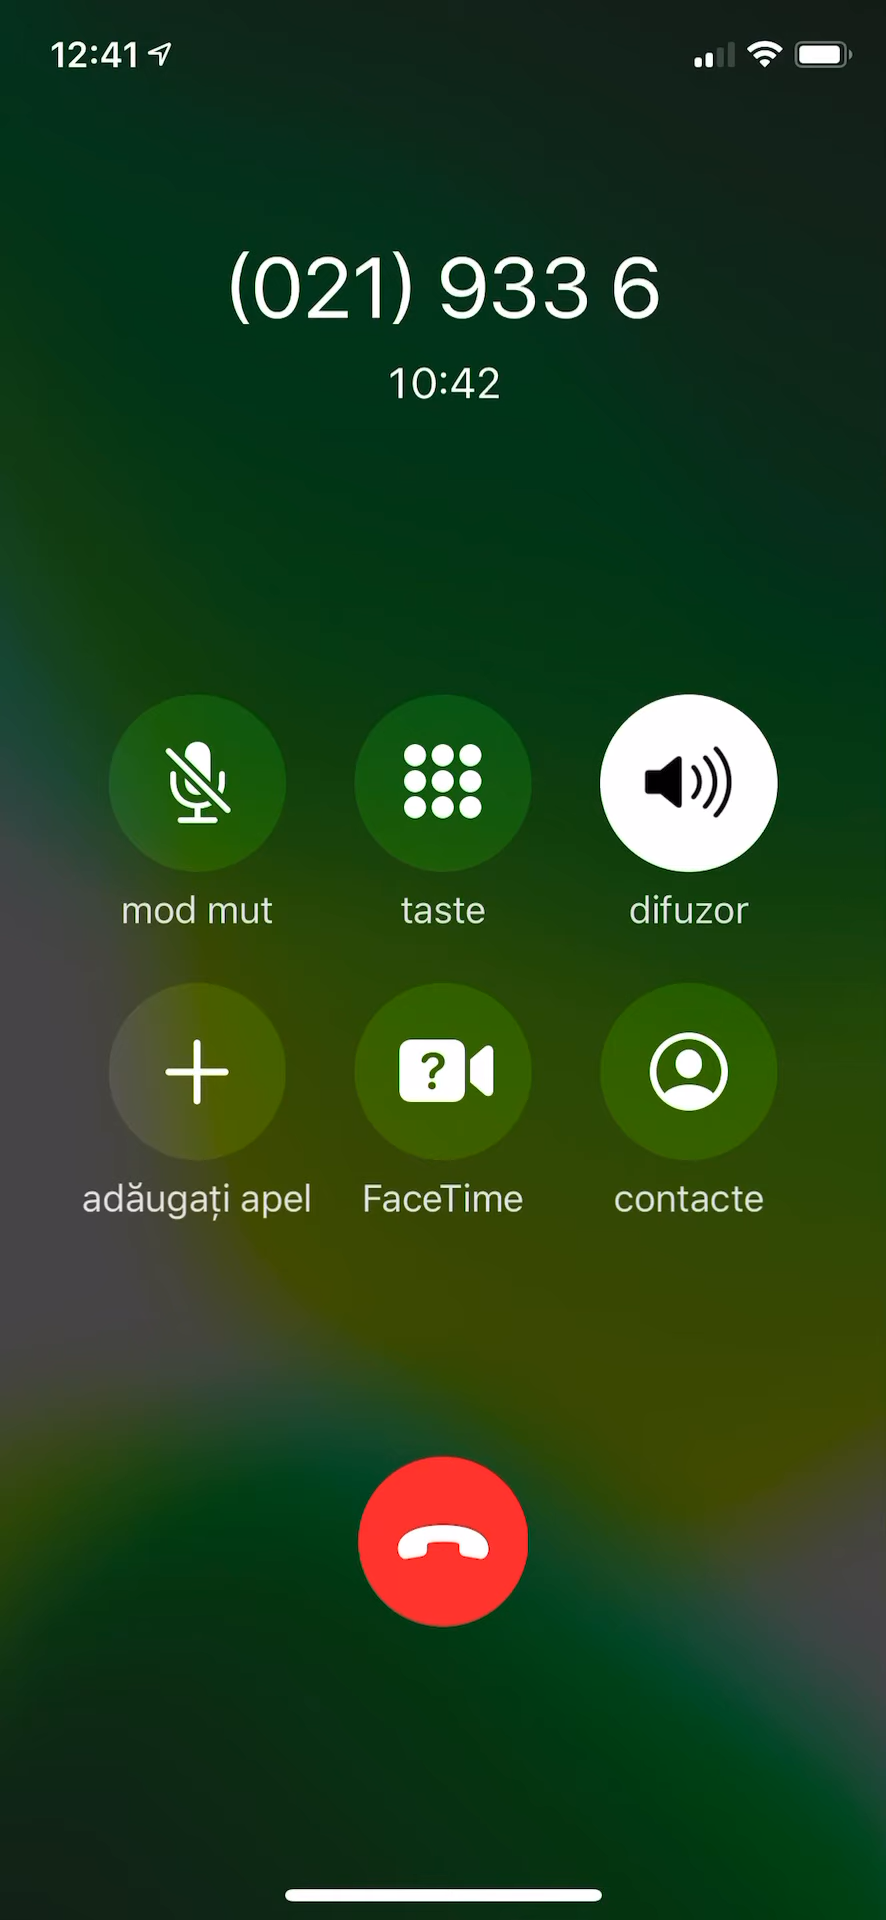 12:41
(021) 933 6
10:42
mod mut
taste
difuzor
?
adăugați apel
FaceTime
contacte